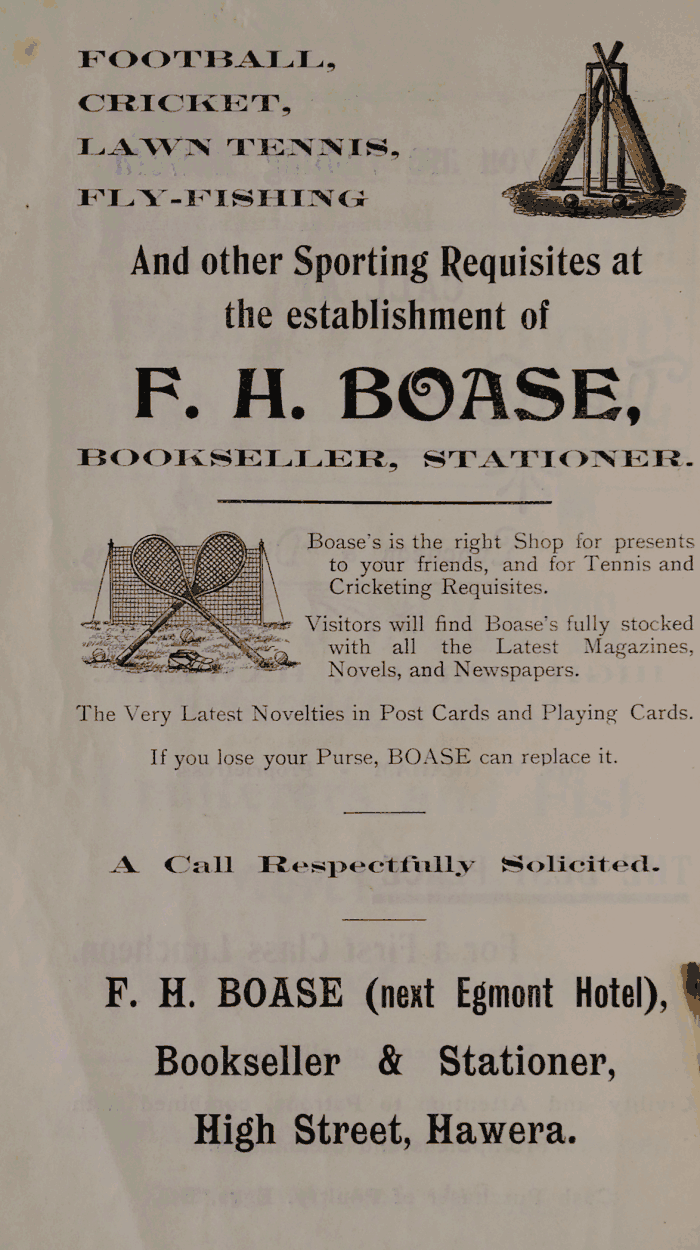 FOOTBALL,
CRICKET,
LAWN TENNIS,
FLY-FISHING
And other Sporting Requisites at
the establishment of
F. H. BOASE,
BOOKSELLER, STATIONER.
Boase's is the right Shop for presents
to your friends, and for Tennis and
Cricketing Requisites.
Visitors will find Boase's fully stocked
with all the Latest Magazines,
Novels, and Newspapers.
The Very Latest Novelties in Post Cards and Playing Cards.
If you lose your Purse, BOASE can replace it.
A Call Respectfully Solicited.
F. H. BOASE (next Egmont Hotel),
Bookseller & Stationer,
High Street, Hawera.